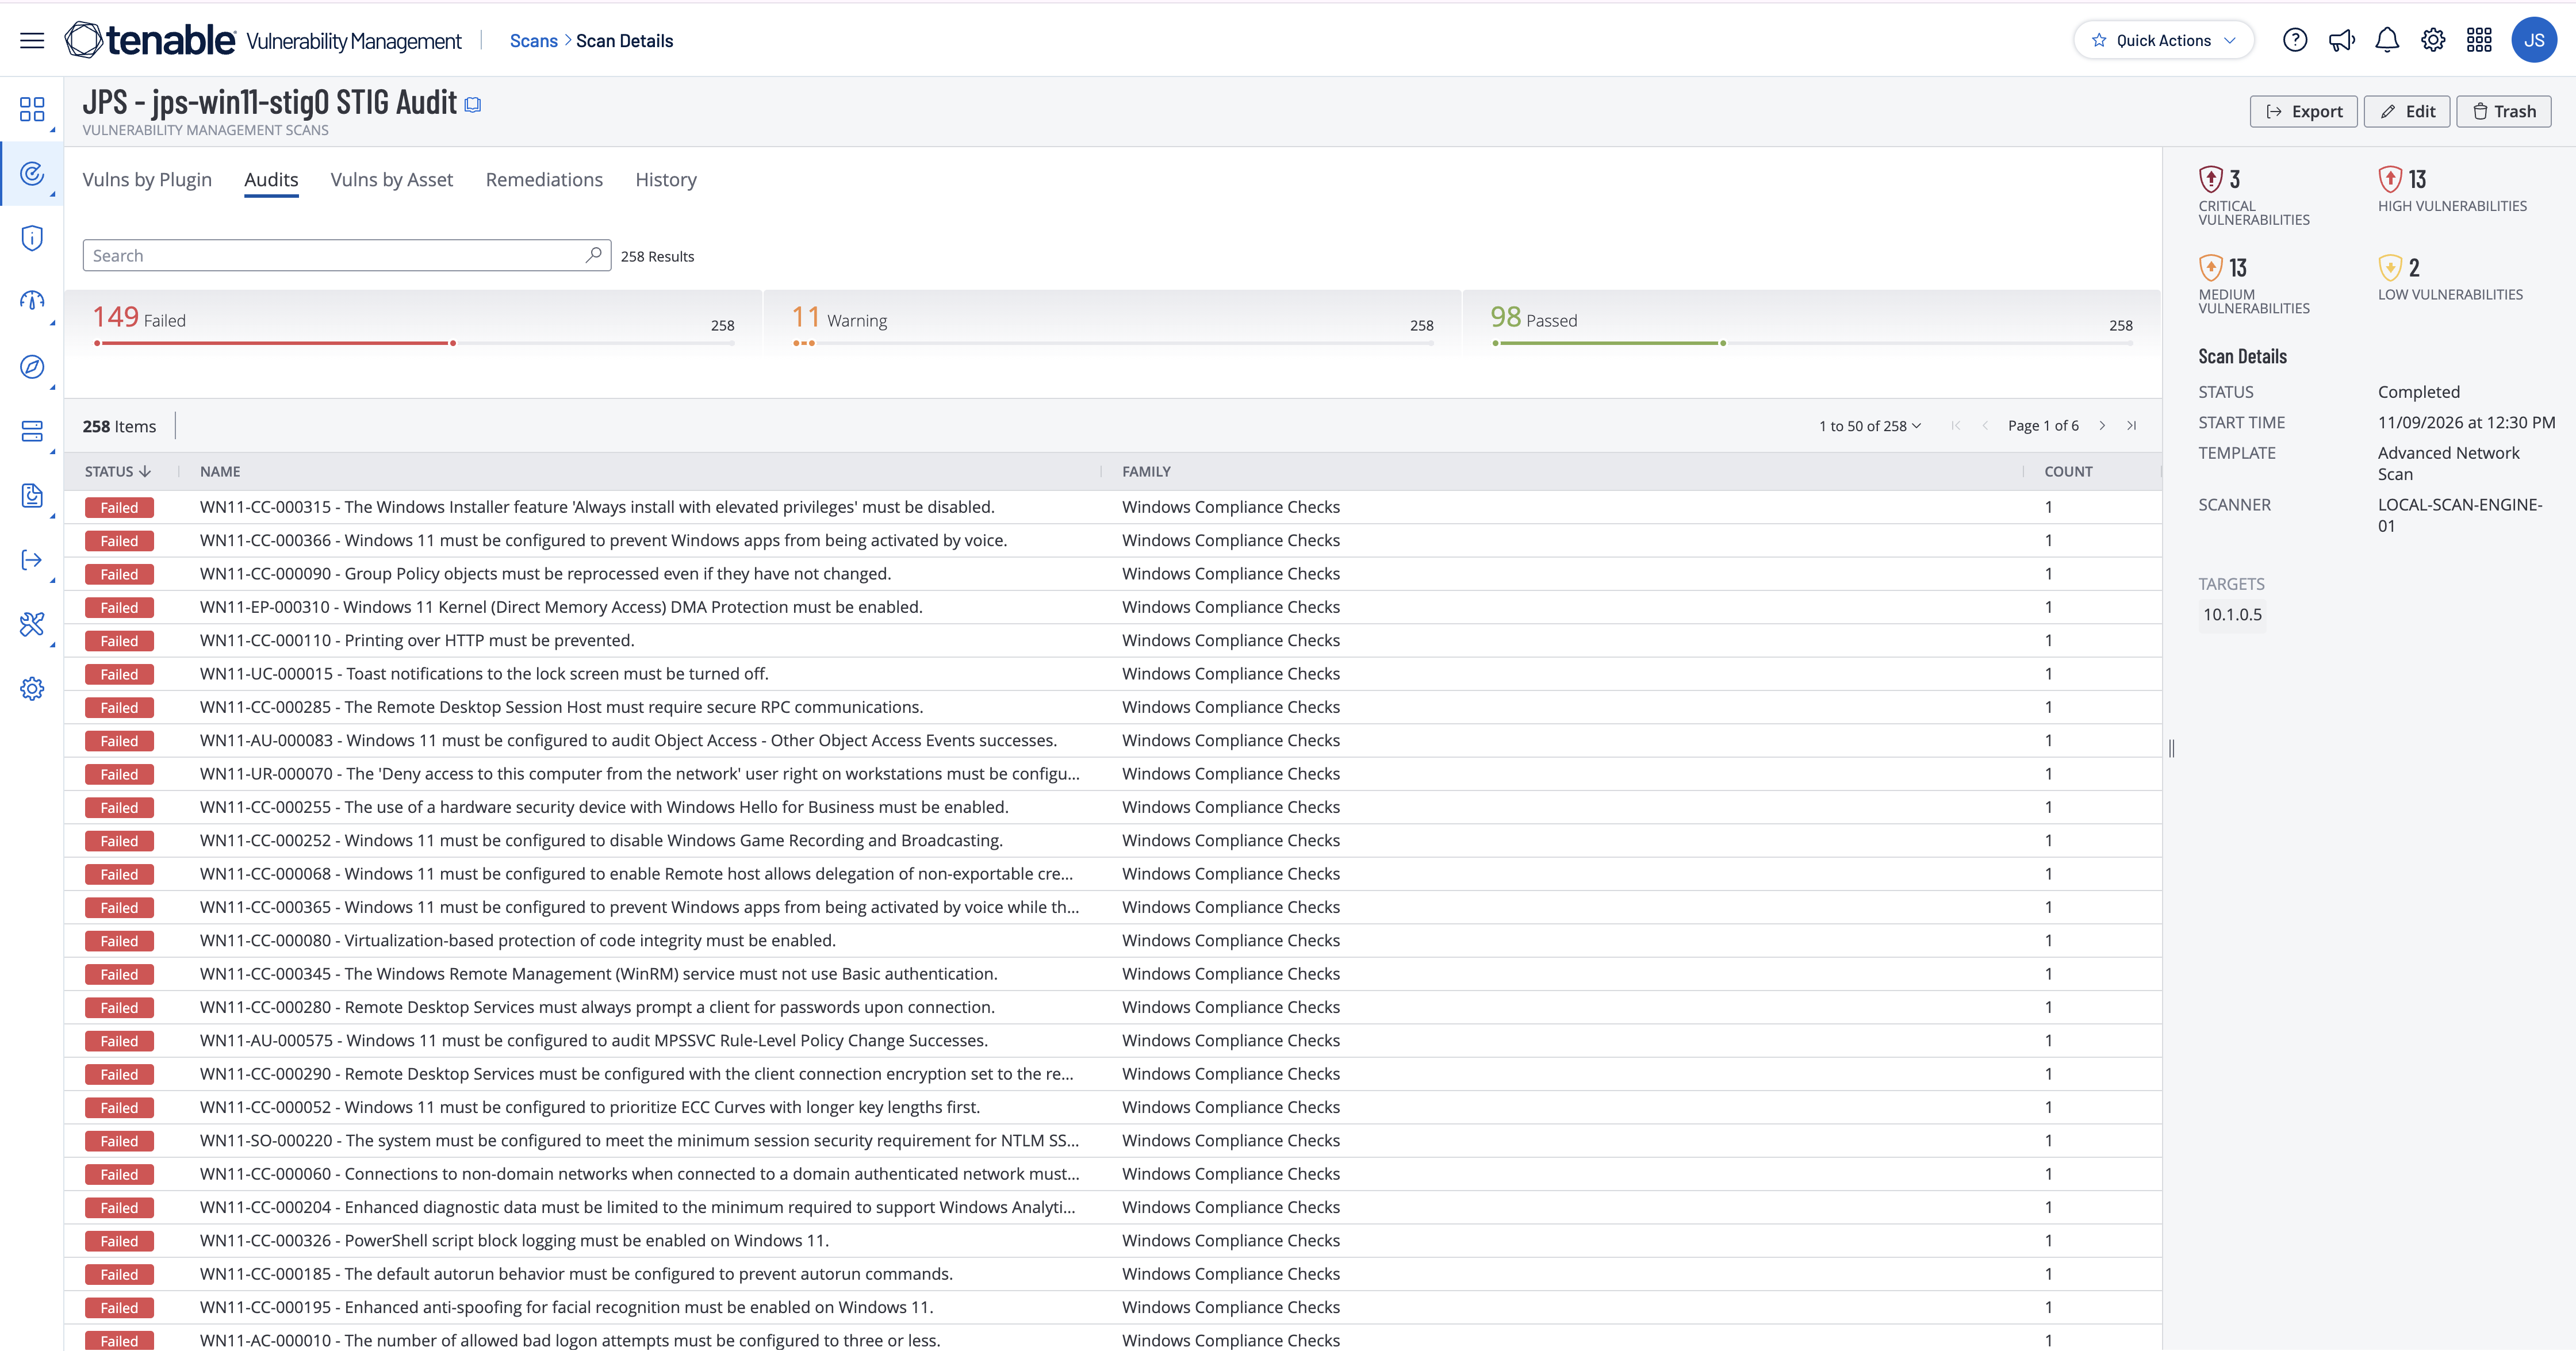 tenable Vulnerability Management
Scans > Scan Details
Quick Actions
JS
JPS - jps-win11-stig0 STIG Audit
VULNERABILITY MANAGEMENT SCANS
Export
Edit
Trash
Vulns by Plugin
Audits
Vulns by Asset
Remediations
History
Search
258 Results
149 Failed
258
11 Warning
258
98 Passed
258
258 Items
1 to 50 of 258
Page 1 of 6
STATUS NAME FAMILY COUNT
Failed WN11-CC-000315 - The Windows Installer feature 'Always install with elevated privileges' must be disabled. Windows Compliance Checks 1
Failed WN11-CC-000366 - Windows 11 must be configured to prevent Windows apps from being activated by voice. Windows Compliance Checks 1
Failed WN11-CC-000090 - Group Policy objects must be reprocessed even if they have not changed. Windows Compliance Checks 1
Failed WN11-EP-000310 - Windows 11 Kernel (Direct Memory Access) DMA Protection must be enabled. Windows Compliance Checks 1
Failed WN11-CC-000110 - Printing over HTTP must be prevented. Windows Compliance Checks 1
Failed WN11-UC-000015 - Toast notifications to the lock screen must be turned off. Windows Compliance Checks 1
Failed WN11-CC-000285 - The Remote Desktop Session Host must require secure RPC communications. Windows Compliance Checks 1
Failed WN11-AU-000083 - Windows 11 must be configured to audit Object Access - Other Object Access Events successes. Windows Compliance Checks 1
Failed WN11-UR-000070 - The 'Deny access to this computer from the network' user right on workstations must be configu... Windows Compliance Checks 1
Failed WN11-CC-000255 - The use of a hardware security device with Windows Hello for Business must be enabled. Windows Compliance Checks 1
Failed WN11-CC-000252 - Windows 11 must be configured to disable Windows Game Recording and Broadcasting. Windows Compliance Checks 1
Failed WN11-CC-000068 - Windows 11 must be configured to enable Remote host allows delegation of non-exportable cre... Windows Compliance Checks 1
Failed WN11-CC-000365 - Windows 11 must be configured to prevent Windows apps from being activated by voice while th... Windows Compliance Checks 1
Failed WN11-CC-000080 - Virtualization-based protection of code integrity must be enabled. Windows Compliance Checks 1
Failed WN11-CC-000345 - The Windows Remote Management (WinRM) service must not use Basic authentication. Windows Compliance Checks 1
Failed WN11-CC-000280 - Remote Desktop Services must always prompt a client for passwords upon connection. Windows Compliance Checks 1
Failed WN11-AU-000575 - Windows 11 must be configured to audit MPSSVC Rule-Level Policy Change Successes. Windows Compliance Checks 1
Failed WN11-CC-000290 - Remote Desktop Services must be configured with the client connection encryption set to the re... Windows Compliance Checks 1
Failed WN11-CC-000052 - Windows 11 must be configured to prioritize ECC Curves with longer key lengths first. Windows Compliance Checks 1
Failed WN11-SO-000220 - The system must be configured to meet the minimum session security requirement for NTLM SS... Windows Compliance Checks 1
Failed WN11-CC-000060 - Connections to non-domain networks when connected to a domain authenticated network must... Windows Compliance Checks 1
Failed WN11-CC-000204 - Enhanced diagnostic data must be limited to the minimum required to support Windows Analyti... Windows Compliance Checks 1
Failed WN11-CC-000326 - PowerShell script block logging must be enabled on Windows 11. Windows Compliance Checks 1
Failed WN11-CC-000185 - The default autorun behavior must be configured to prevent autorun commands. Windows Compliance Checks 1
Failed WN11-CC-000195 - Enhanced anti-spoofing for facial recognition must be enabled on Windows 11. Windows Compliance Checks 1
Failed WN11-AC-000010 - The number of allowed bad logon attempts must be configured to three or less. Windows Compliance Checks 1
3
CRITICAL
VULNERABILITIES
13
HIGH VULNERABILITIES
13
MEDIUM
VULNERABILITIES
2
LOW VULNERABILITIES
Scan Details
STATUS Completed
START TIME 11/09/2026 at 12:30 PM
TEMPLATE Advanced Network
Scan
SCANNER LOCAL-SCAN-ENGINE-
01
TARGETS
10.1.0.5